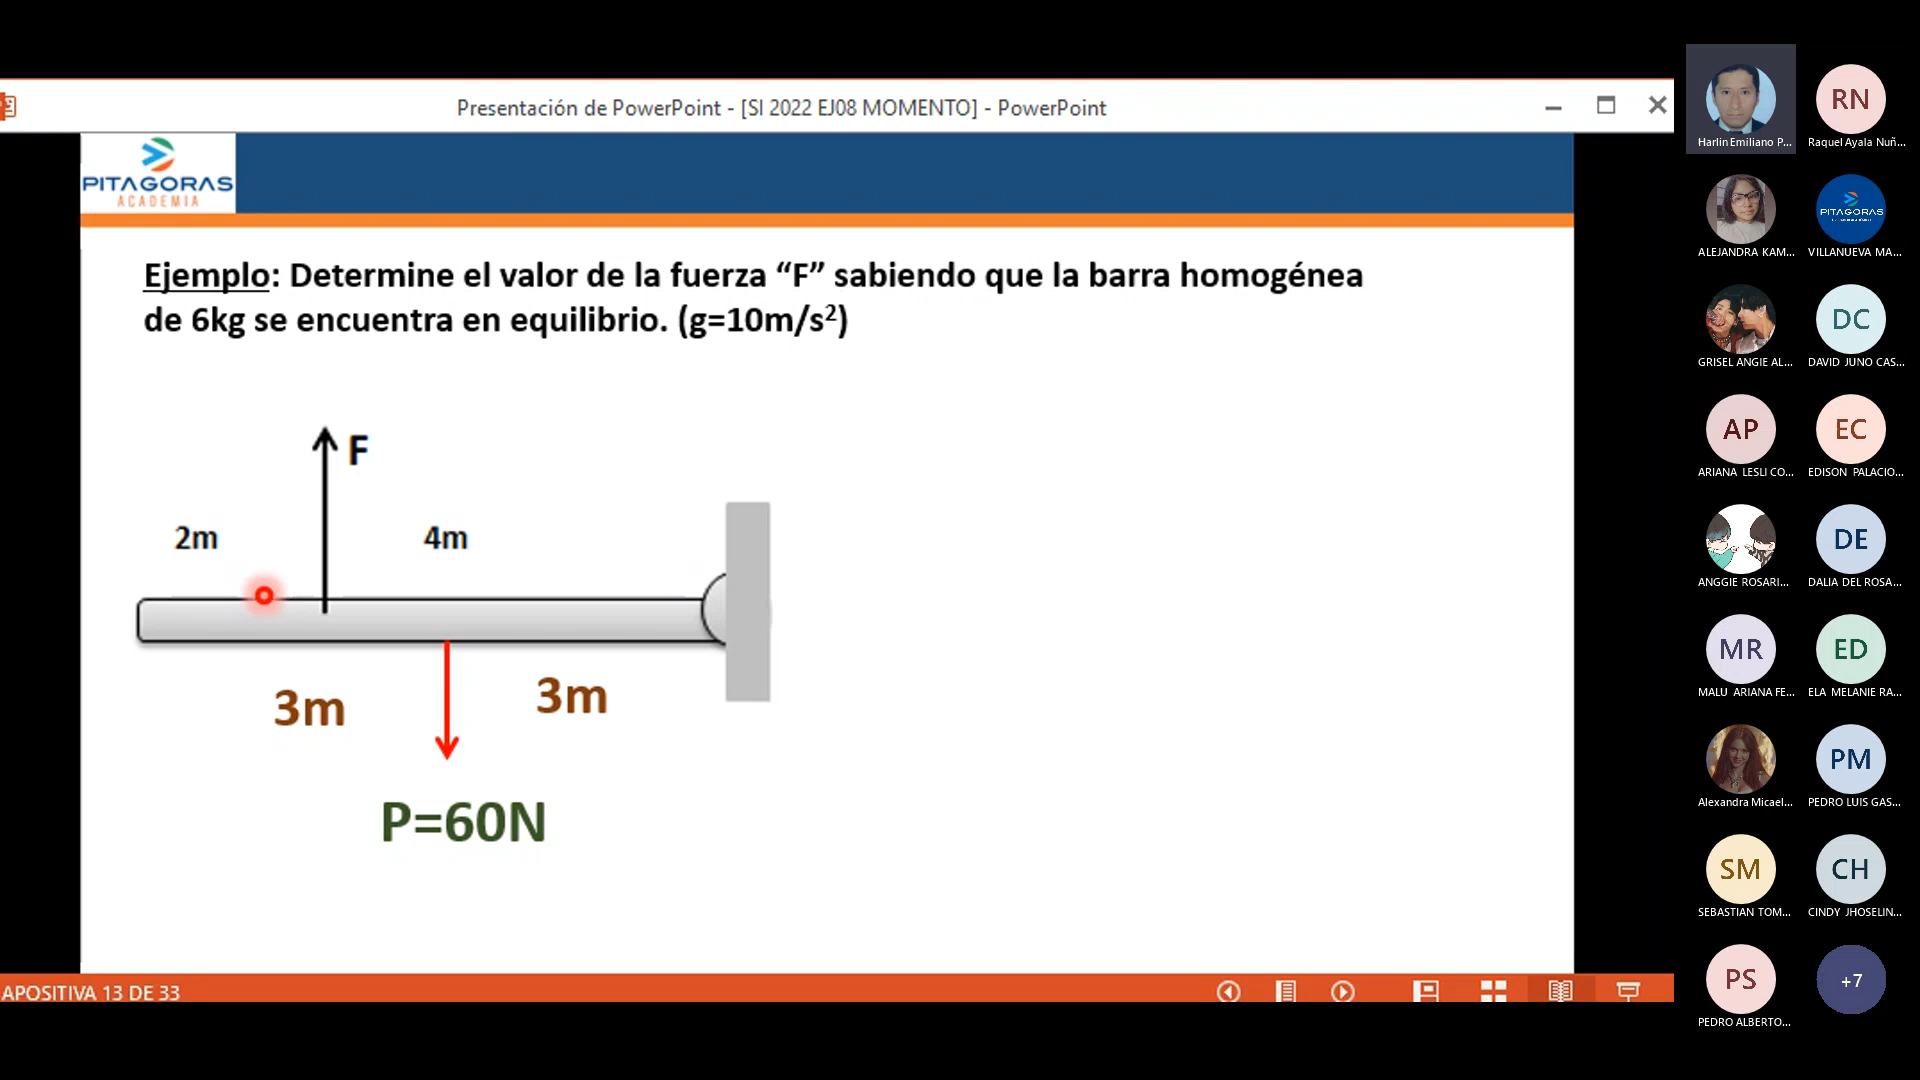 Presentación de PowerPoint - [SI 2022 EJ08 MOMENTO] - PowerPoint
PITAGORAS
ACADEMIA
Ejemplo: Determine el valor de la fuerza “F” sabiendo que la barra homogénea
de 6kg se encuentra en equilibrio. (g=10m/s²)
F
2m
4m
3m
3m
P=60N
APOSITIVA 13 DE 33
Harlin Emiliano P...
RN
Raquel Ayala Nuñ...
ALEJANDRA KAM...
PITAGORAS
VILLANUEVA MA...
GRISEL ANGIE AL...
DC
DAVID JUNO CAS...
AP
ARIANA LESLI CO...
EC
EDISON PALACIO...
ANGGIE ROSARI...
DE
DALIA DEL ROSA...
MR
MALU ARIANA FE...
ED
ELA MELANIE RA...
Alexandra Micael...
PM
PEDRO LUIS GAS...
SM
SEBASTIAN TOM...
CH
CINDY JHOSELIN...
PS
PEDRO ALBERTO...
+7